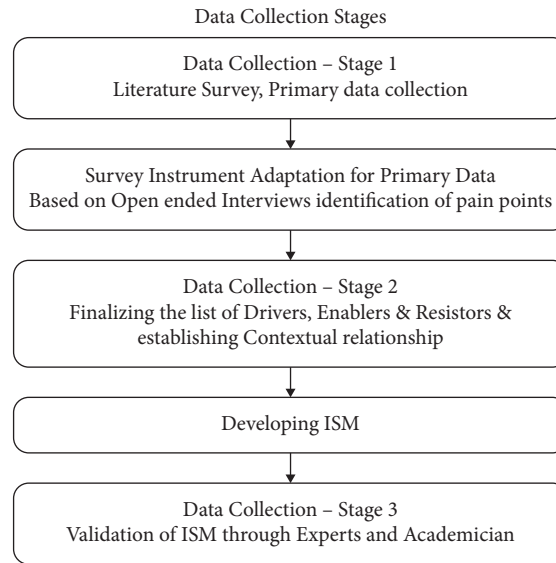 Data Collection Stages
Data Collection – Stage 1
Literature Survey, Primary data collection
Survey Instrument Adaptation for Primary Data
Based on Open ended Interviews identification of pain points
Data Collection – Stage 2
Finalizing the list of Drivers, Enablers & Resistors &
establishing Contextual relationship
Developing ISM
Data Collection – Stage 3
Validation of ISM through Experts and Academician